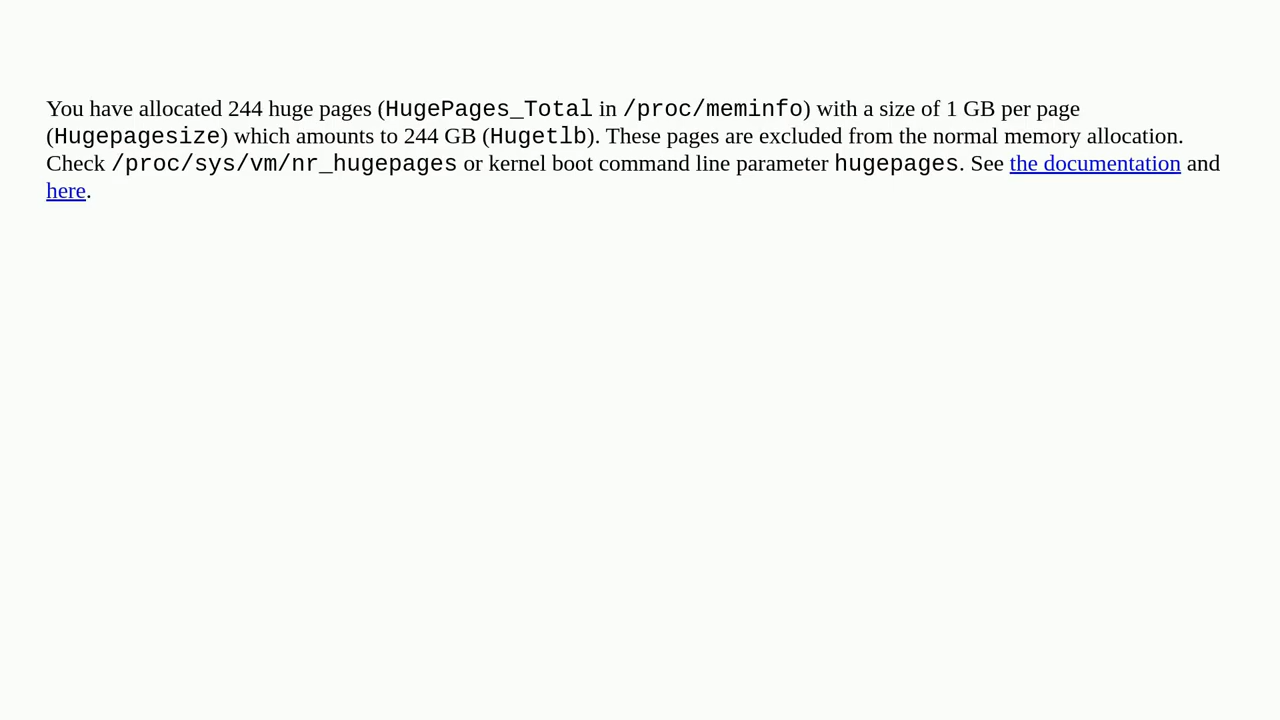 You have allocated 244 huge pages (HugePages_Total in /proc/meminfo) with a size of 1 GB per page
(Hugepagesize) which amounts to 244 GB (Hugetlb). These pages are excluded from the normal memory allocation.
Check /proc/sys/vm/nr_hugepages or kernel boot command line parameter hugepages. See the documentation and
here.